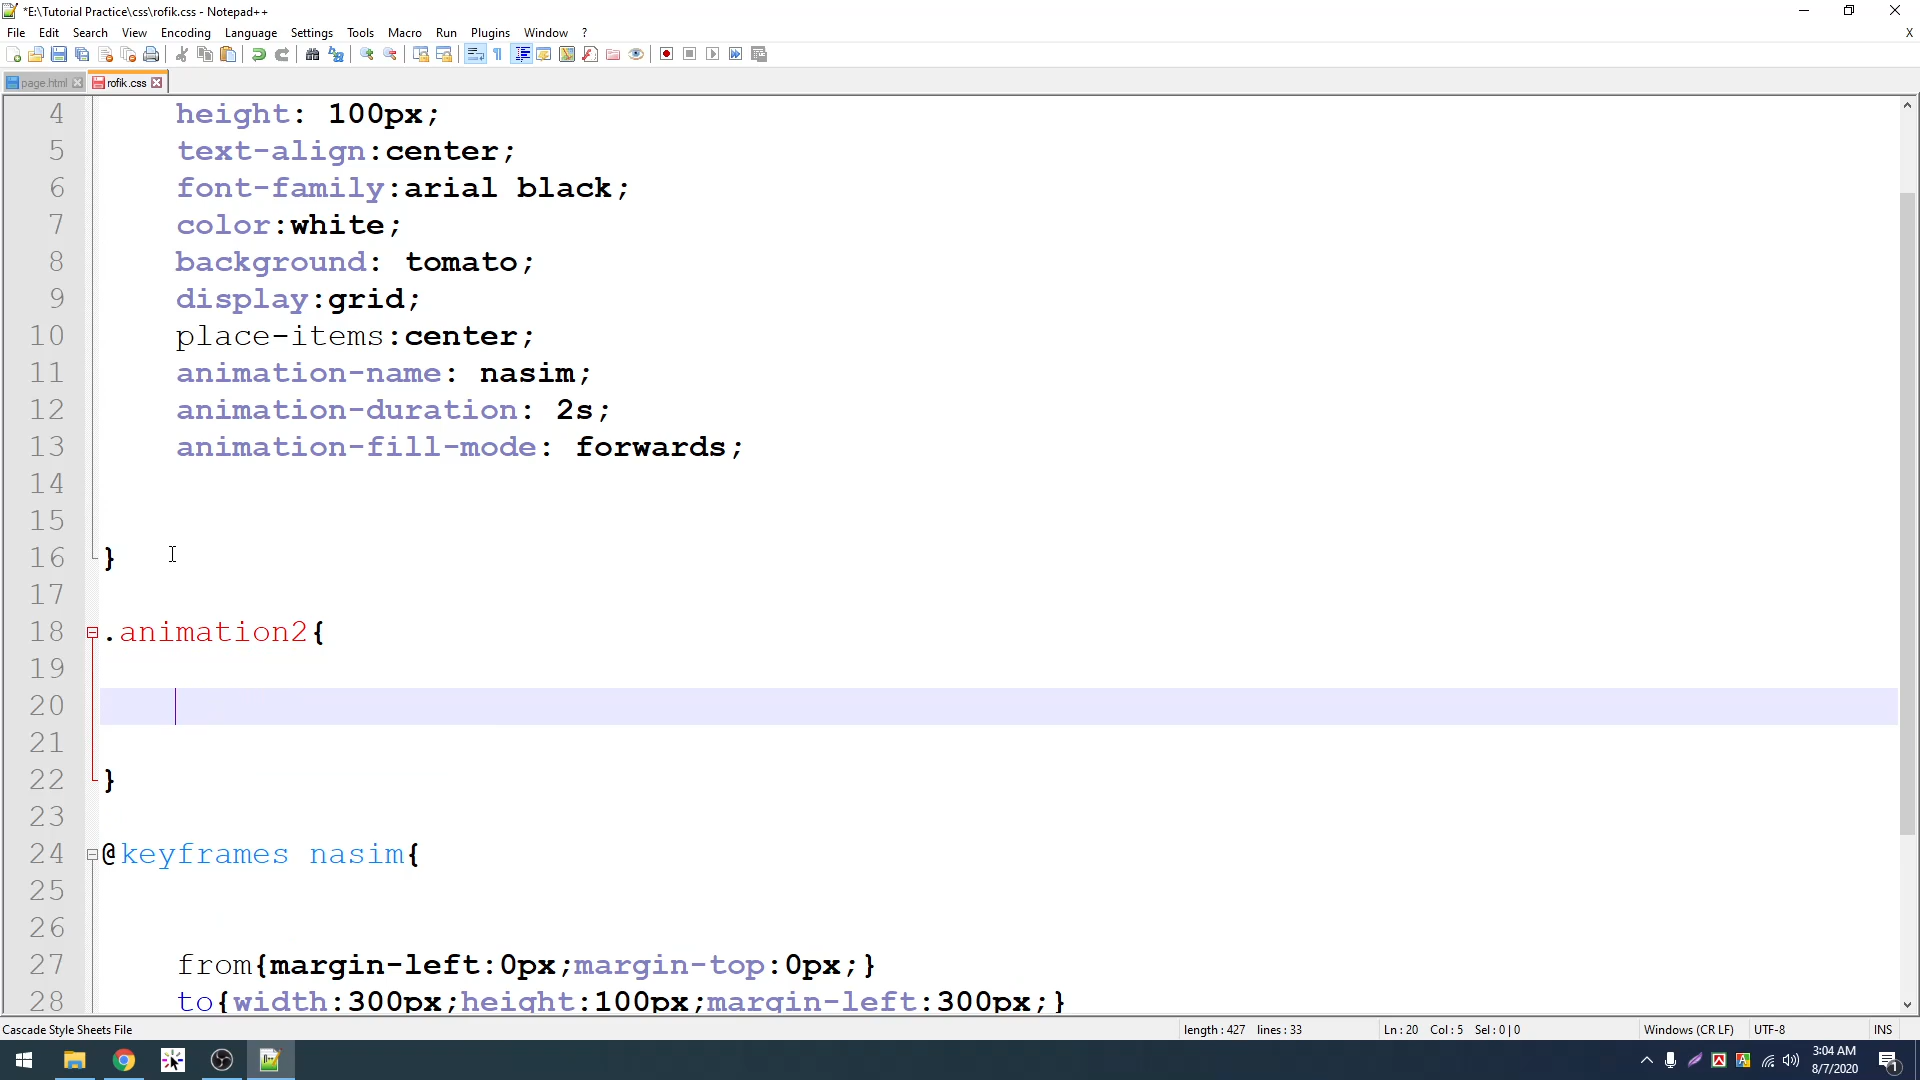 *E:\Tutorial Practice\css\rofik.css - Notepad++
File Edit Search View Encoding Language Settings Tools Macro Run Plugins Window ? X
page.html rofik.css
4 height: 100px;
5 text-align:center;
6 font-family:arial black;
7 color:white;
8 background: tomato;
9 display:grid;
10 place-items:center;
11 animation-name: nasim;
12 animation-duration: 2s;
13 animation-fill-mode: forwards;
14
15
16 }
17
18 .animation2{
19
20
21
22 }
23
24 @keyframes nasim{
25
26
27 from{margin-left:0px;margin-top:0px;}
28 to{width:300px;height:100px;margin-left:300px;}
Cascade Style Sheets File length : 427 lines : 33 Ln : 20 Col : 5 Sel : 0 | 0 Windows (CR LF) UTF-8 INS
3:04 AM
8/7/2020
1